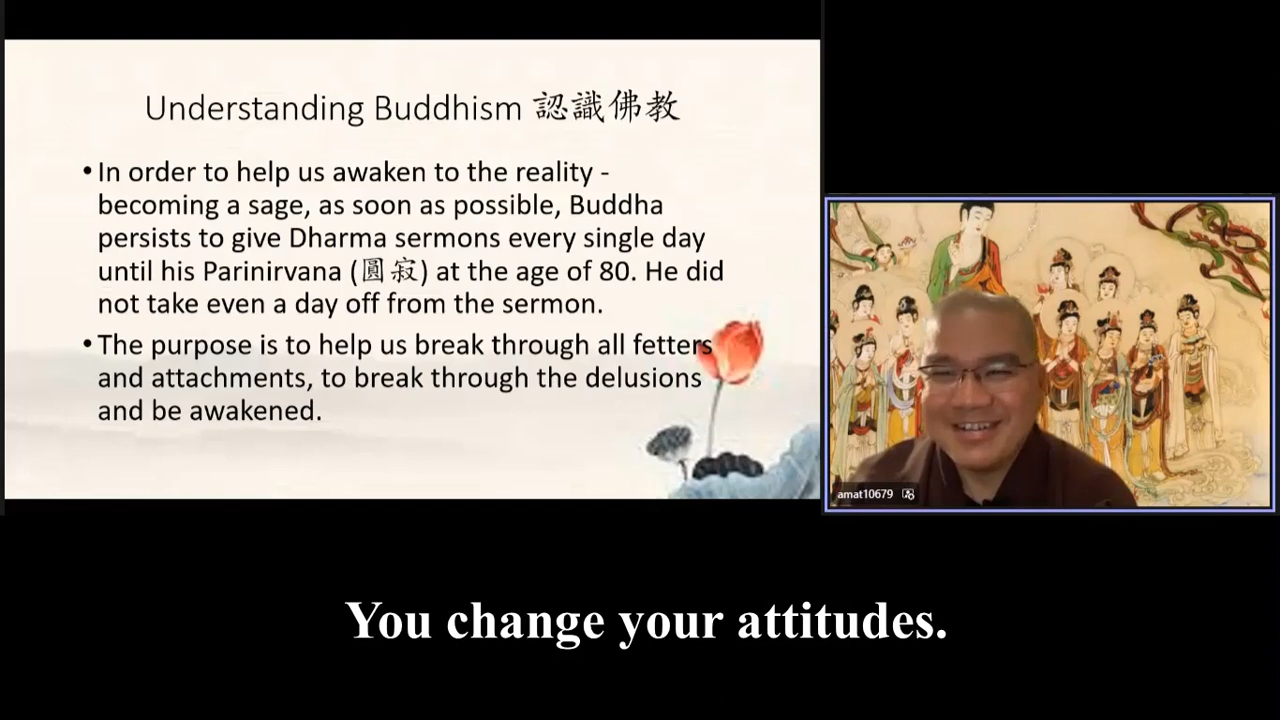 Understanding Buddhism 認識佛教
•In order to help us awaken to the reality -
becoming a sage, as soon as possible, Buddha
persists to give Dharma sermons every single day
until his Parinirvana (圓寂) at the age of 80. He did
not take even a day off from the sermon.
•The purpose is to help us break through all fetters
and attachments, to break through the delusions
and be awakened.
amat10679
You change your attitudes.